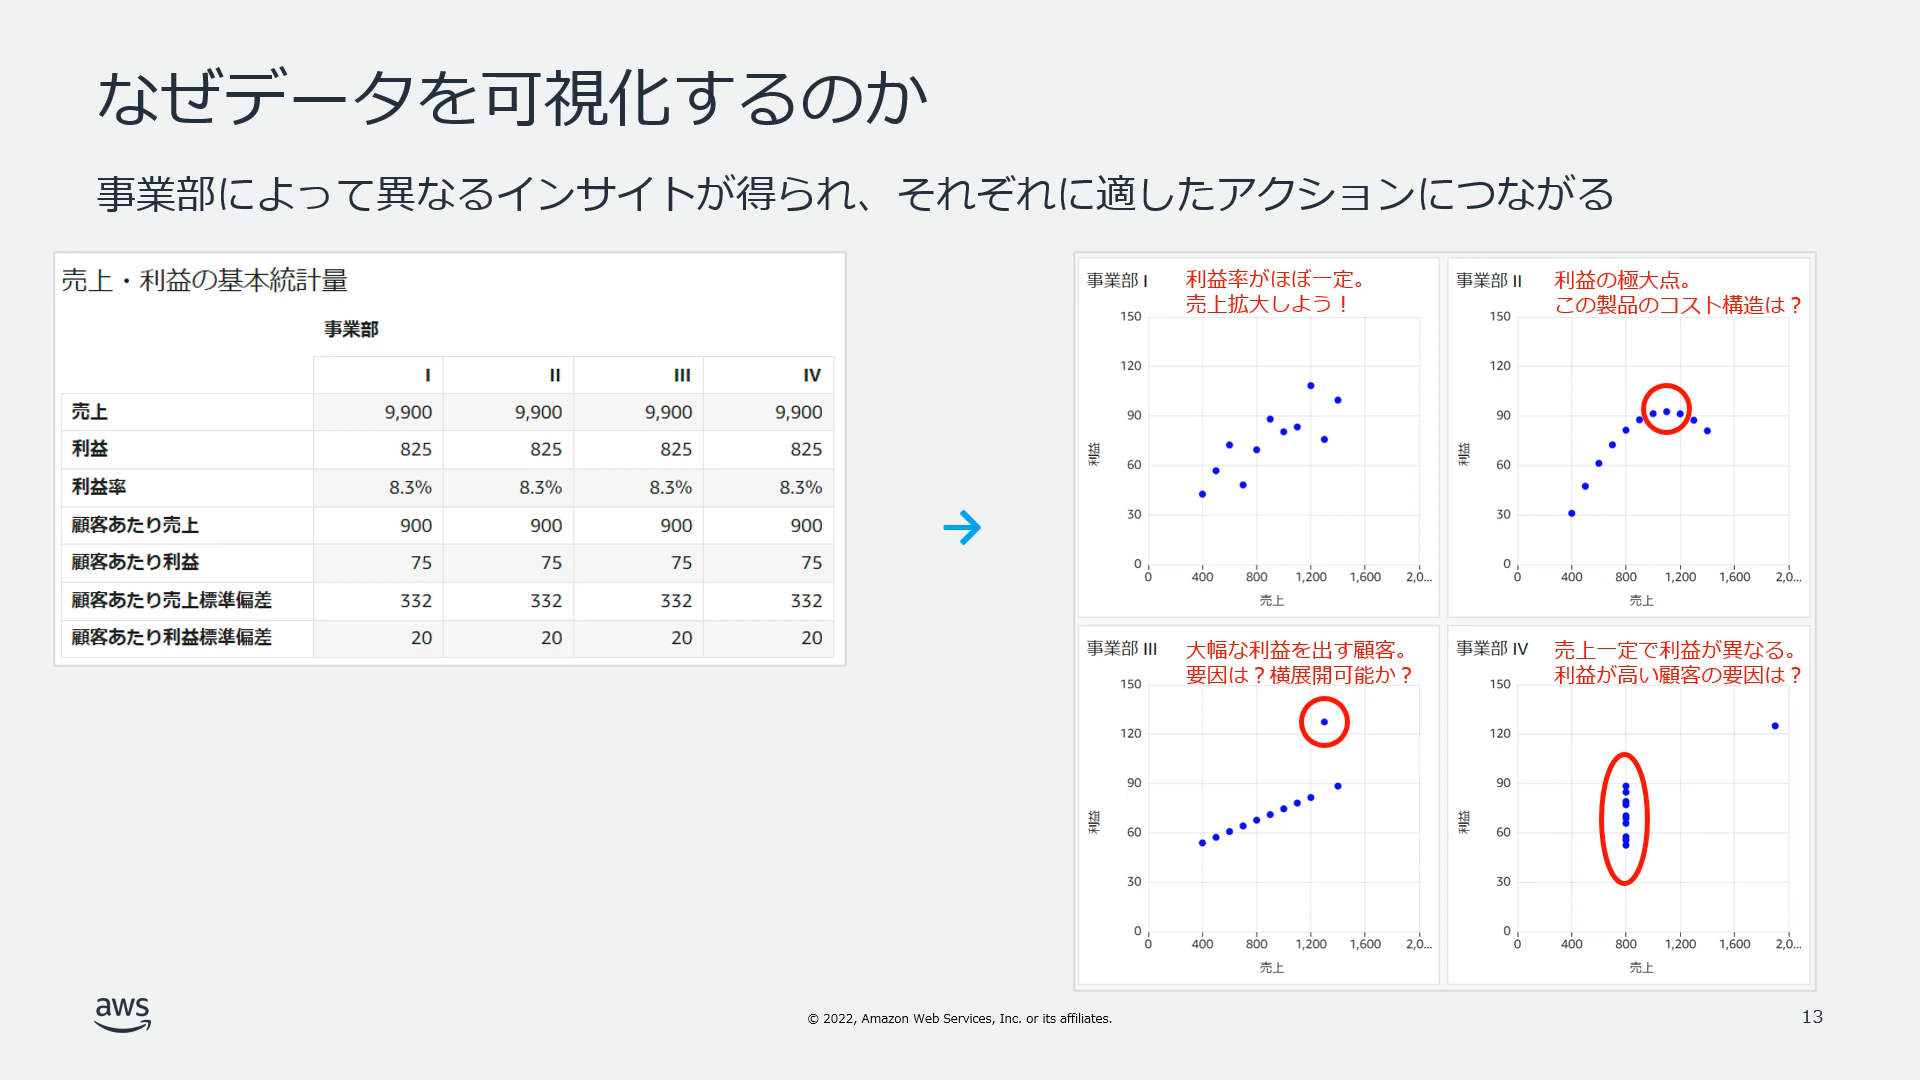 なぜデータを可視化するのか
事業部によって異なるインサイトが得られ、それぞれに適したアクションにつながる
売上・利益の基本統計量
事業部
I II III IV
売上 9,900 9,900 9,900 9,900
利益 825 825 825 825
利益率 8.3% 8.3% 8.3% 8.3%
顧客あたり売上 900 900 900 900
顧客あたり利益 75 75 75 75
顧客あたり売上標準偏差 332 332 332 332
顧客あたり利益標準偏差 20 20 20 20
事業部 I
利益率がほぼ一定。
売上拡大しよう！
150
120
90
60
30
0
利益
0 400 800 1,200 1,600 2,0...
売上
事業部 II
利益の極大点。
この製品のコスト構造は？
150
120
90
60
30
0
利益
0 400 800 1,200 1,600 2,0...
売上
事業部 III
大幅な利益を出す顧客。
要因は？横展開可能か？
150
120
90
60
30
0
利益
0 400 800 1,200 1,600 2,0...
売上
事業部 IV
売上一定で利益が異なる。
利益が高い顧客の要因は？
150
120
90
60
30
0
利益
0 400 800 1,200 1,600 2,0...
売上
aws
© 2022, Amazon Web Services, Inc. or its affiliates.
13